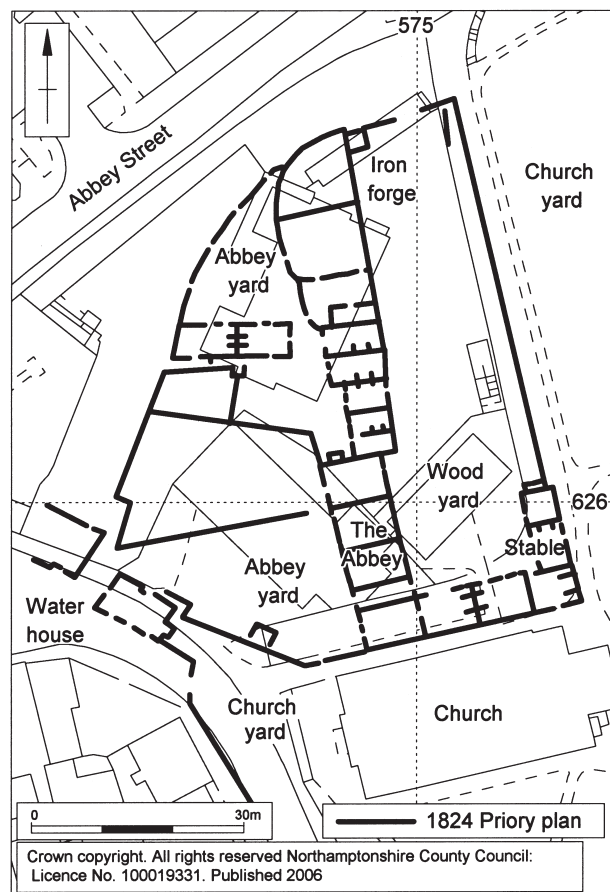 575
Abbey Street
Iron
forge
Church
yard
Abbey
yard
Wood
yard
626
The
Abbey
Stable
Abbey
yard
Water
house
Church
yard
Church
0 30m
1824 Priory plan
Crown copyright. All rights reserved Northamptonshire County Council:
Licence No. 100019331. Published 2006